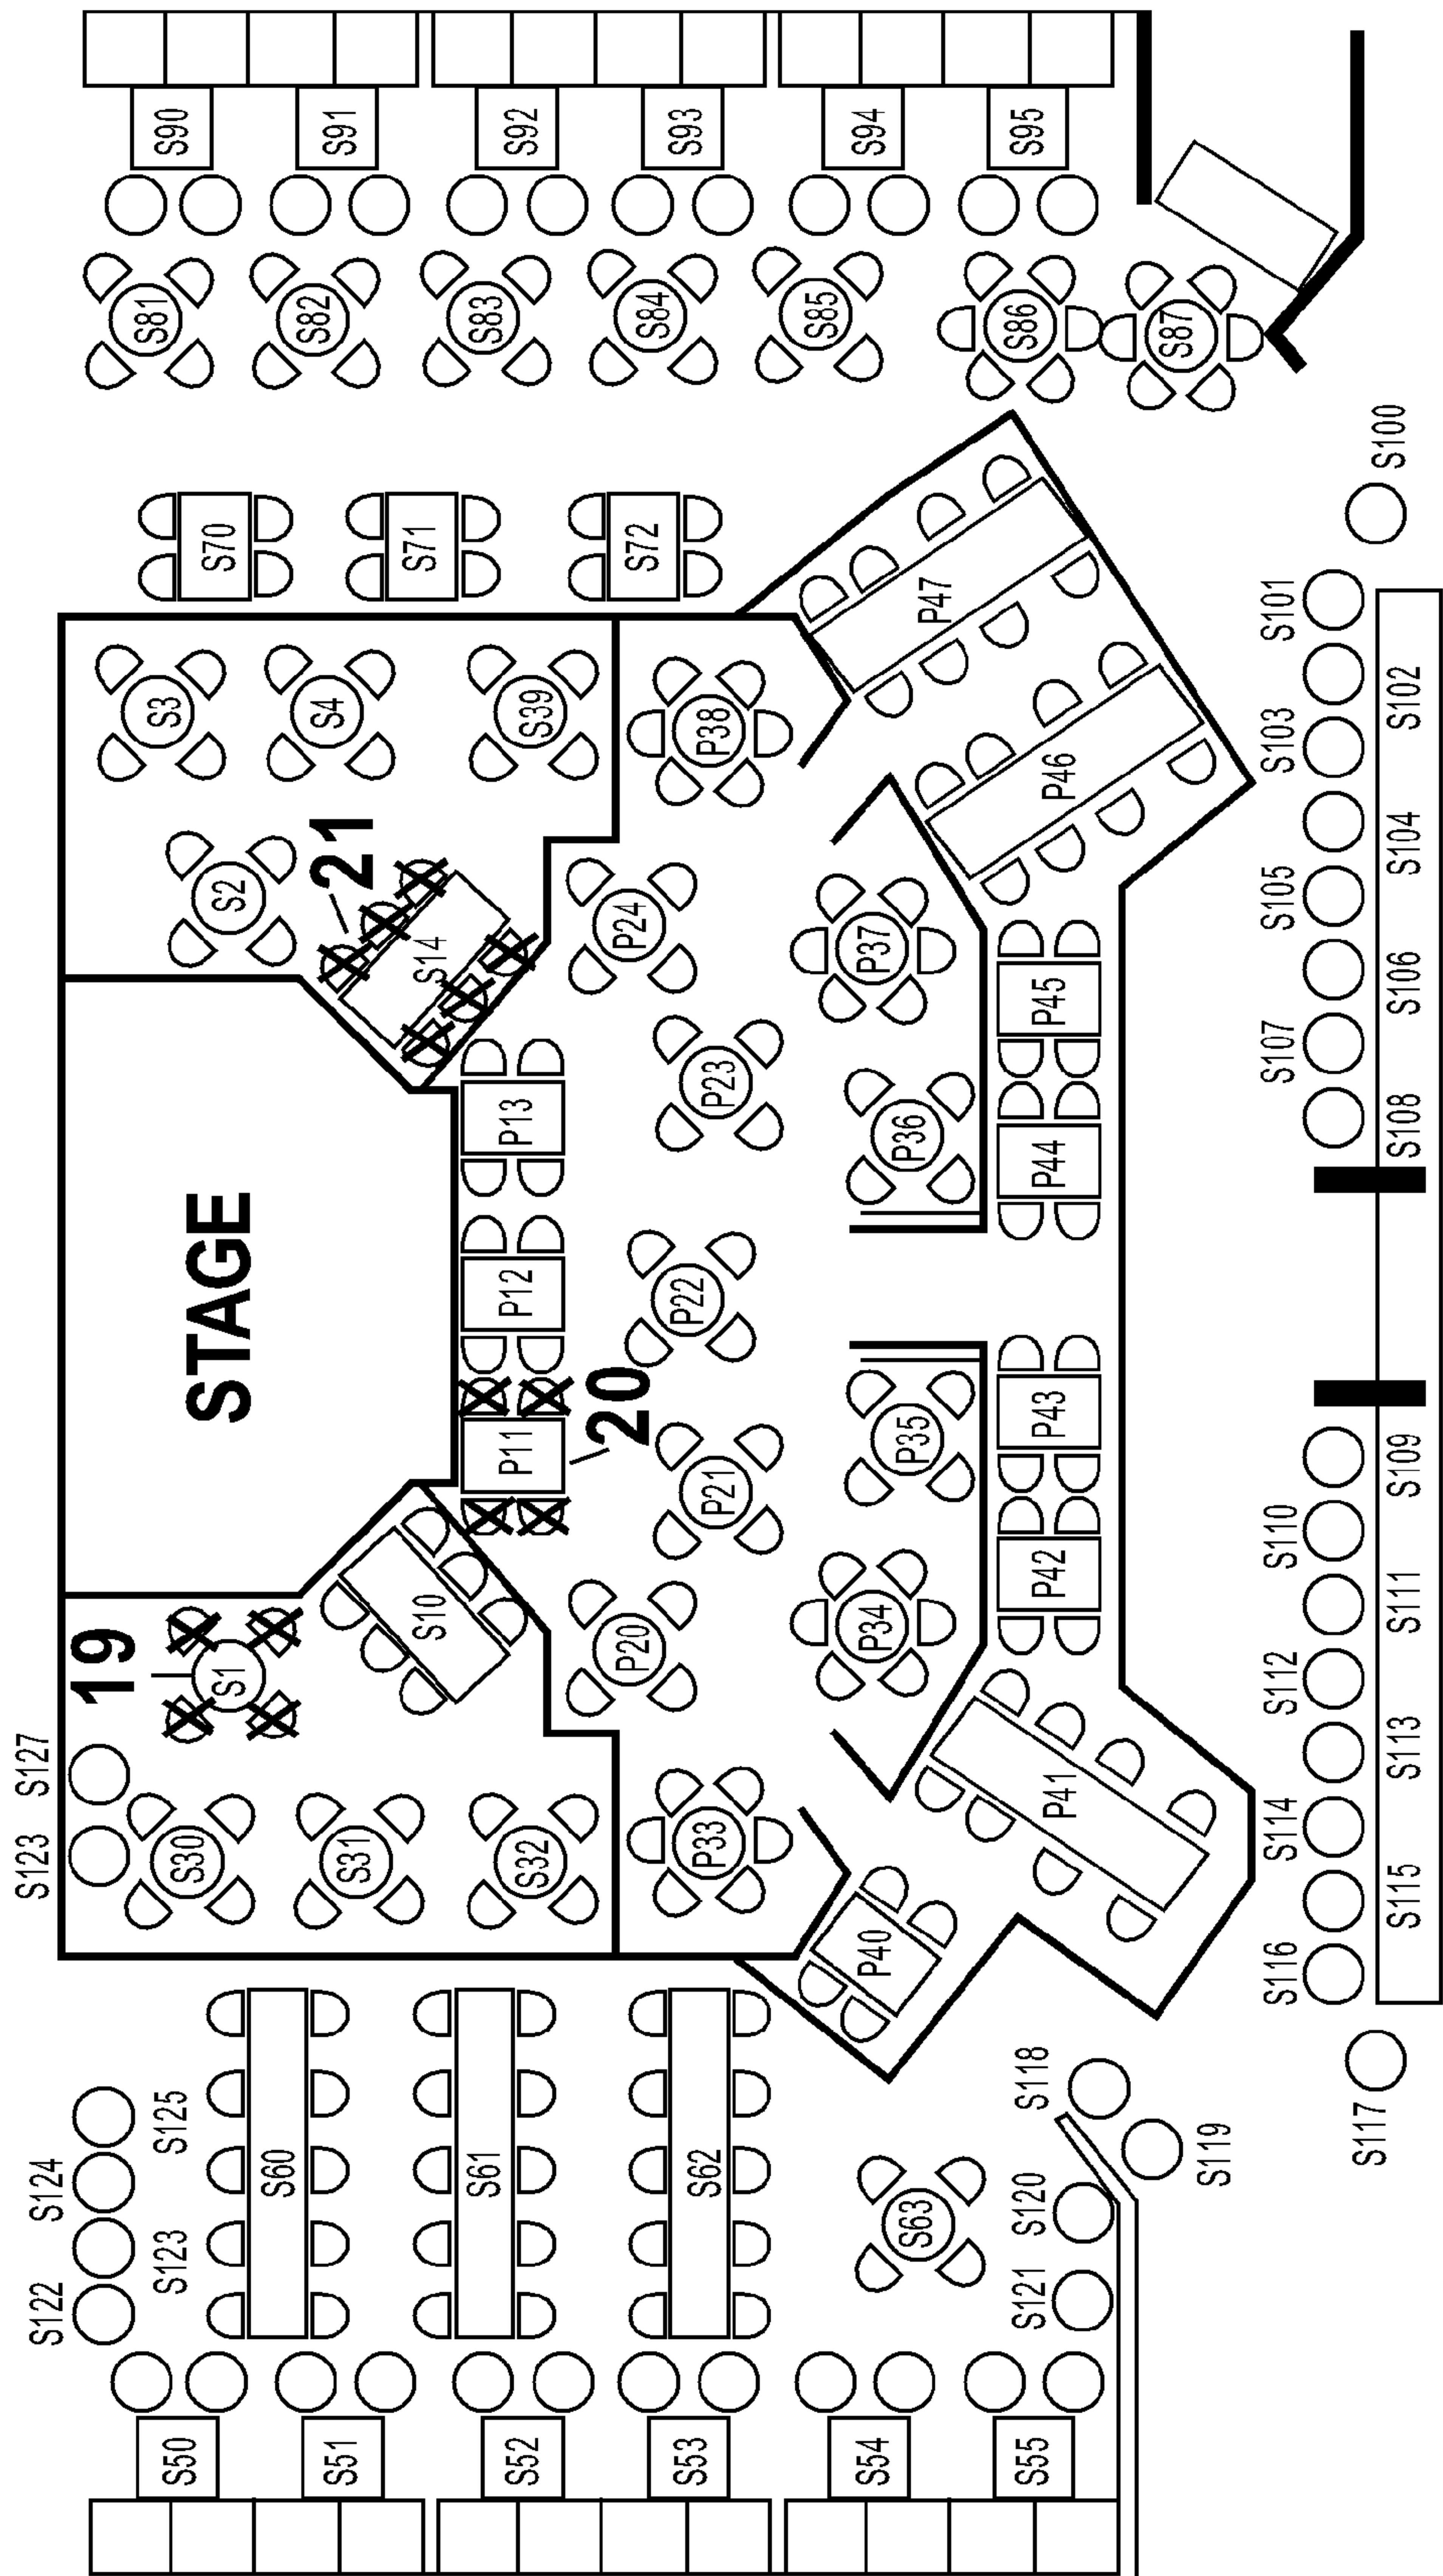 S90
S91
S92
S93
S94
S95
S81
S82
S83
S84
S85
S86
S87
S100
S70
S71
S72
P47
S101
S3
S4
S39
P38
S102
S103
P46
21
S2
S14
P24
P37
S104
S105
P45
S106
P23
S107
P13
P36
P44
S108
STAGE
P12
P22
20
P11
P21
P35
P43
S109
S110
19
S1
S10
P20
P34
P42
S111
S112
S127
S123
S30
S31
S32
P33
P41
S113
S114
P40
S115
S116
S124
S125
S118
S117
S60
S61
S62
S119
S122
S123
S63
S120
S121
S50
S51
S52
S53
S54
S55